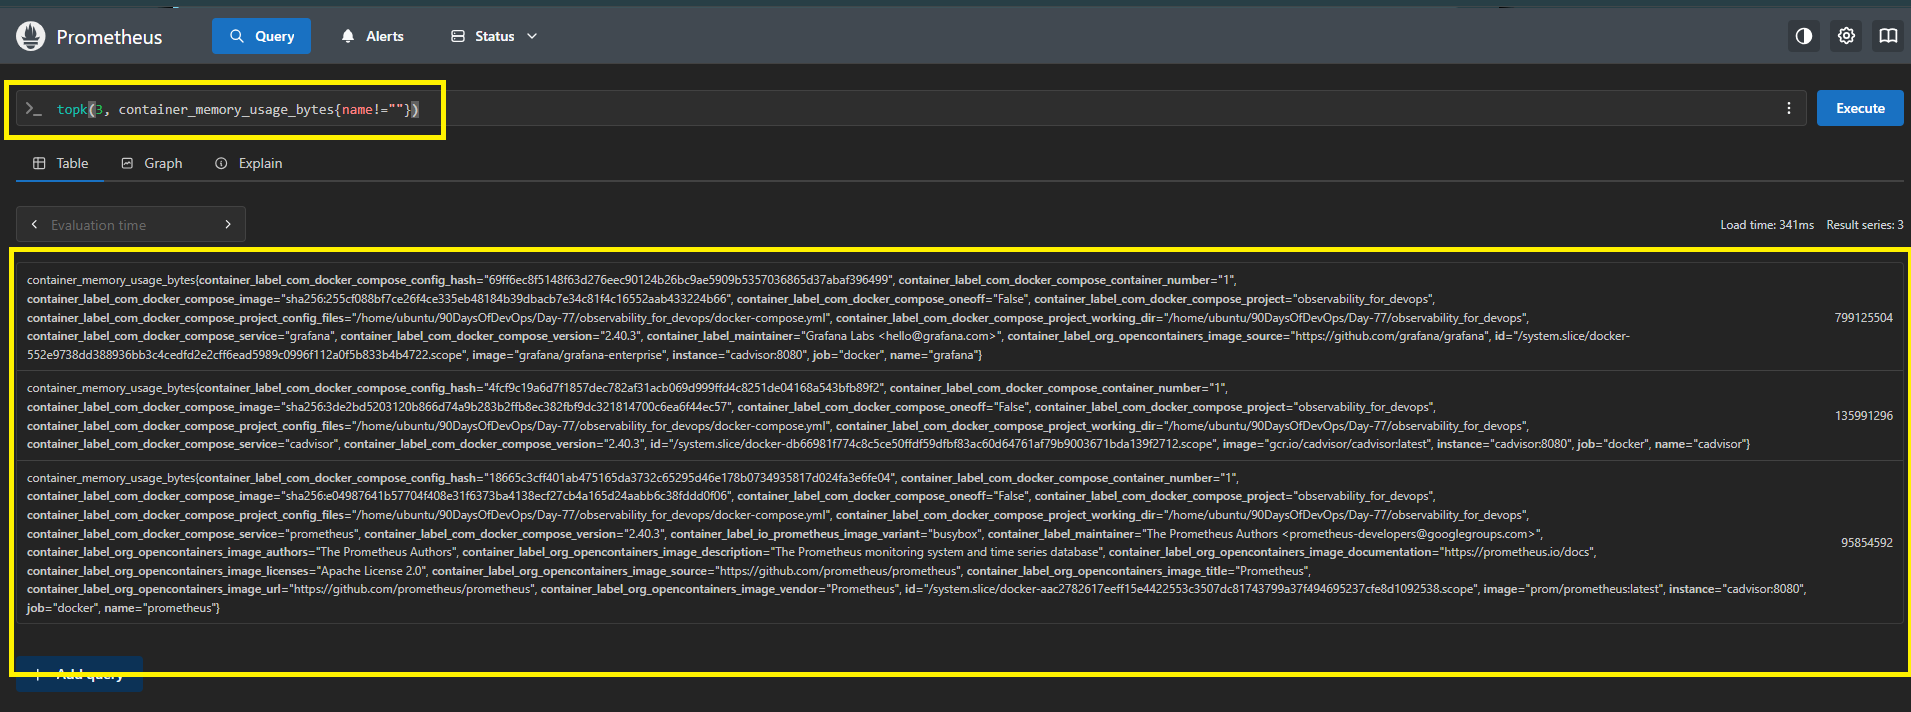 Prometheus
Query
Alerts
Status
>_ topk(3, container_memory_usage_bytes{name!=""})
Execute
Table
Graph
Explain
Evaluation time
Load time: 341ms Result series: 3
container_memory_usage_bytes{container_label_com_docker_compose_config_hash="69ff6ec8f5148f63d276eec90124b26bc9ae5909b5357036865d37abaf396499", container_label_com_docker_compose_container_number="1",
container_label_com_docker_compose_image="sha256:255cf088bf7ce26f4ce335eb48184b39dbacb7e34c81f4c16552aab433224b66", container_label_com_docker_compose_oneoff="False", container_label_com_docker_compose_project="observability_for_devops",
container_label_com_docker_compose_project_config_files="/home/ubuntu/90DaysOfDevOps/Day-77/observability_for_devops/docker-compose.yml", container_label_com_docker_compose_project_working_dir="/home/ubuntu/90DaysOfDevOps/Day-77/observability_for_devops",
799125504
container_label_com_docker_compose_service="grafana", container_label_com_docker_compose_version="2.40.3", container_label_maintainer="Grafana Labs <hello@grafana.com>", container_label_org_opencontainers_image_source="https://github.com/grafana/grafana", id="/system.slice/docker-
552e9738dd388936bb3c4cedfd2e2cff6ead5989c0996f112a0f5b833b4b4722.scope", image="grafana/grafana-enterprise", instance="cadvisor:8080", job="docker", name="grafana"}
container_memory_usage_bytes{container_label_com_docker_compose_config_hash="4fcf9c19a6d7f1857dec782af31acb069d999ffd4c8251de04168a543bfb89f2", container_label_com_docker_compose_container_number="1",
container_label_com_docker_compose_image="sha256:3de2bd5203120b866d74a9b283b2ffb8ec382fbf9dc321814700c6ea6f44ec57", container_label_com_docker_compose_oneoff="False", container_label_com_docker_compose_project="observability_for_devops",
135991296
container_label_com_docker_compose_project_config_files="/home/ubuntu/90DaysOfDevOps/Day-77/observability_for_devops/docker-compose.yml", container_label_com_docker_compose_project_working_dir="/home/ubuntu/90DaysOfDevOps/Day-77/observability_for_devops",
container_label_com_docker_compose_service="cadvisor", container_label_com_docker_compose_version="2.40.3", id="/system.slice/docker-db66981f774c8c5ce50ffdf59dfbf83ac60d64761af79b9003671bda139f2712.scope", image="gcr.io/cadvisor/cadvisor:latest", instance="cadvisor:8080", job="docker", name="cadvisor"}
container_memory_usage_bytes{container_label_com_docker_compose_config_hash="18665c3cff401ab475165da3732c65295d46e178b0734935817d024fa3e6fe04", container_label_com_docker_compose_container_number="1",
container_label_com_docker_compose_image="sha256:e04987641b57704f408e31f6373ba4138ecf27cb4a165d24aabb6c38fddd0f06", container_label_com_docker_compose_oneoff="False", container_label_com_docker_compose_project="observability_for_devops",
container_label_com_docker_compose_project_config_files="/home/ubuntu/90DaysOfDevOps/Day-77/observability_for_devops/docker-compose.yml", container_label_com_docker_compose_project_working_dir="/home/ubuntu/90DaysOfDevOps/Day-77/observability_for_devops",
container_label_com_docker_compose_service="prometheus", container_label_com_docker_compose_version="2.40.3", container_label_io_prometheus_image_variant="busybox", container_label_maintainer="The Prometheus Authors <prometheus-developers@googlegroups.com>",
95854592
container_label_org_opencontainers_image_authors="The Prometheus Authors", container_label_org_opencontainers_image_description="The Prometheus monitoring system and time series database", container_label_org_opencontainers_image_documentation="https://prometheus.io/docs",
container_label_org_opencontainers_image_licenses="Apache License 2.0", container_label_org_opencontainers_image_source="https://github.com/prometheus/prometheus", container_label_org_opencontainers_image_title="Prometheus",
container_label_org_opencontainers_image_url="https://github.com/prometheus/prometheus", container_label_org_opencontainers_image_vendor="Prometheus", id="/system.slice/docker-aac2782617eeff15e4422553c3507dc81743799a37f494695237cfe8d1092538.scope", image="prom/prometheus:latest", instance="cadvisor:8080",
job="docker", name="prometheus"}
+ Add query